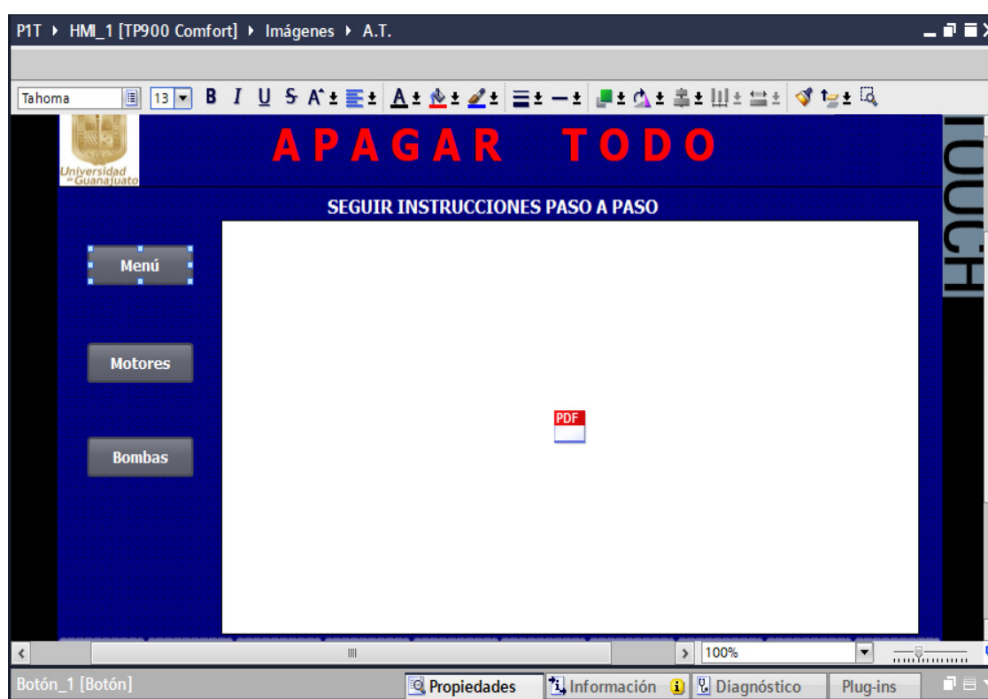 P1T ▸ HMI_1 [TP900 Comfort] ▸ Imágenes ▸ A.T.
Tahoma 13 B I U S A A
Universidad
de Guanajuato
APAGAR TODO
TOUCH
SEGUIR INSTRUCCIONES PASO A PASO
Menú
Motores
PDF
Bombas
100%
Botón_1 [Botón] Propiedades Información Diagnóstico Plug-ins